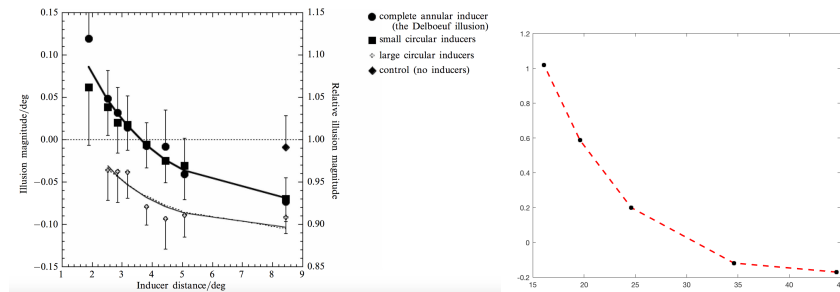 0.15
0.10
0.05
0.00
−0.05
−0.10
−0.15
Illusion magnitude/deg
1 2 3 4 5 6 7 8 9
Inducer distance/deg
1.15
1.10
1.05
1.00
0.95
0.90
0.85
Relative illusion magnitude
complete annular inducer
(the Delboeuf illusion)
small circular inducers
large circular inducers
control (no inducers)
1.2
1
0.8
0.6
0.4
0.2
0
-0.2
15 20 25 30 35 40